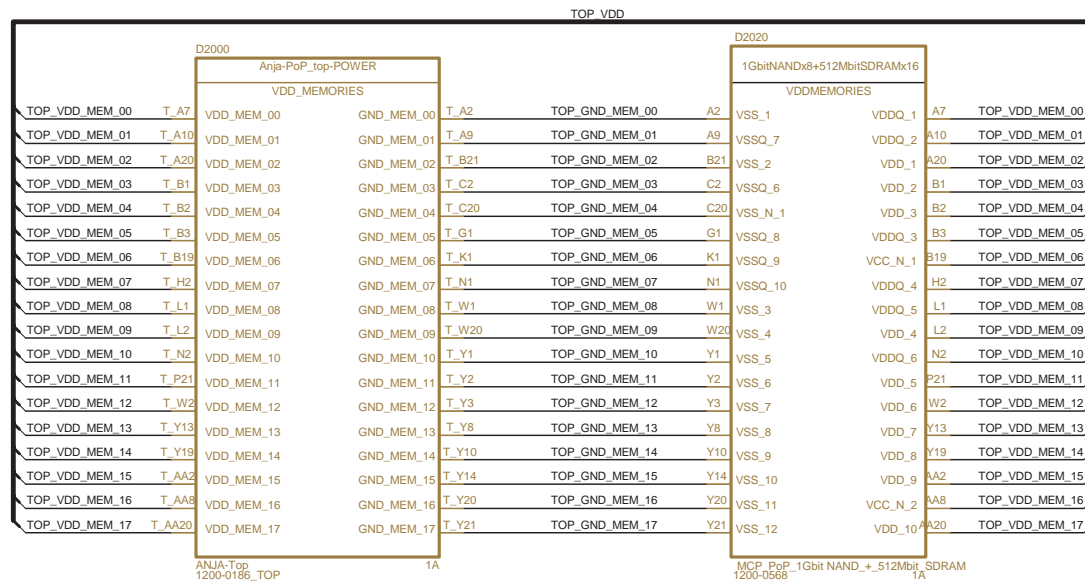 TOP_VDD
D2000
D2020
Anja-PoP_top-POWER
1GbitNANDx8+512MbitSDRAMx16
VDD_MEMORIES
VDDMEMORIES
TOP_VDD_MEM_00 T_A7 VDD_MEM_00 GND_MEM_00 T_A2 TOP_GND_MEM_00 A2 VSS_1 VDDQ_1 A7 TOP_VDD_MEM_00
TOP_VDD_MEM_01 T_A10 VDD_MEM_01 GND_MEM_01 T_A9 TOP_GND_MEM_01 A9 VSSQ_7 VDDQ_2 A10 TOP_VDD_MEM_01
TOP_VDD_MEM_02 T_A20 VDD_MEM_02 GND_MEM_02 T_B21 TOP_GND_MEM_02 B21 VSS_2 VDD_1 A20 TOP_VDD_MEM_02
TOP_VDD_MEM_03 T_B1 VDD_MEM_03 GND_MEM_03 T_C2 TOP_GND_MEM_03 C2 VSSQ_6 VDD_2 B1 TOP_VDD_MEM_03
TOP_VDD_MEM_04 T_B2 VDD_MEM_04 GND_MEM_04 T_C20 TOP_GND_MEM_04 C20 VSS_N_1 VDD_3 B2 TOP_VDD_MEM_04
TOP_VDD_MEM_05 T_B3 VDD_MEM_05 GND_MEM_05 T_G1 TOP_GND_MEM_05 G1 VSSQ_8 VDDQ_3 B3 TOP_VDD_MEM_05
TOP_VDD_MEM_06 T_B19 VDD_MEM_06 GND_MEM_06 T_K1 TOP_GND_MEM_06 K1 VSSQ_9 VCC_N_1 B19 TOP_VDD_MEM_06
TOP_VDD_MEM_07 T_H2 VDD_MEM_07 GND_MEM_07 T_N1 TOP_GND_MEM_07 N1 VSSQ_10 VDDQ_4 H2 TOP_VDD_MEM_07
TOP_VDD_MEM_08 T_L1 VDD_MEM_08 GND_MEM_08 T_W1 TOP_GND_MEM_08 W1 VSS_3 VDDQ_5 L1 TOP_VDD_MEM_08
TOP_VDD_MEM_09 T_L2 VDD_MEM_09 GND_MEM_09 T_W20 TOP_GND_MEM_09 W20 VSS_4 VDD_4 L2 TOP_VDD_MEM_09
TOP_VDD_MEM_10 T_N2 VDD_MEM_10 GND_MEM_10 T_Y1 TOP_GND_MEM_10 Y1 VSS_5 VDDQ_6 N2 TOP_VDD_MEM_10
TOP_VDD_MEM_11 T_P21 VDD_MEM_11 GND_MEM_11 T_Y2 TOP_GND_MEM_11 Y2 VSS_6 VDD_5 P21 TOP_VDD_MEM_11
TOP_VDD_MEM_12 T_W2 VDD_MEM_12 GND_MEM_12 T_Y3 TOP_GND_MEM_12 Y3 VSS_7 VDD_6 W2 TOP_VDD_MEM_12
TOP_VDD_MEM_13 T_Y13 VDD_MEM_13 GND_MEM_13 T_Y8 TOP_GND_MEM_13 Y8 VSS_8 VDD_7 Y13 TOP_VDD_MEM_13
TOP_VDD_MEM_14 T_Y19 VDD_MEM_14 GND_MEM_14 T_Y10 TOP_GND_MEM_14 Y10 VSS_9 VDD_8 Y19 TOP_VDD_MEM_14
TOP_VDD_MEM_15 T_AA2 VDD_MEM_15 GND_MEM_15 T_Y14 TOP_GND_MEM_15 Y14 VSS_10 VDD_9 AA2 TOP_VDD_MEM_15
TOP_VDD_MEM_16 T_AA8 VDD_MEM_16 GND_MEM_16 T_Y20 TOP_GND_MEM_16 Y20 VSS_11 VCC_N_2 AA8 TOP_VDD_MEM_16
TOP_VDD_MEM_17 T_AA20 VDD_MEM_17 GND_MEM_17 T_Y21 TOP_GND_MEM_17 Y21 VSS_12 VDD_10 AA20 TOP_VDD_MEM_17
ANJA-Top 1A
1200-0186_TOP
MCP_PoP_1Gbit NAND_+_512Mbit_SDRAM
1200-0568 1A